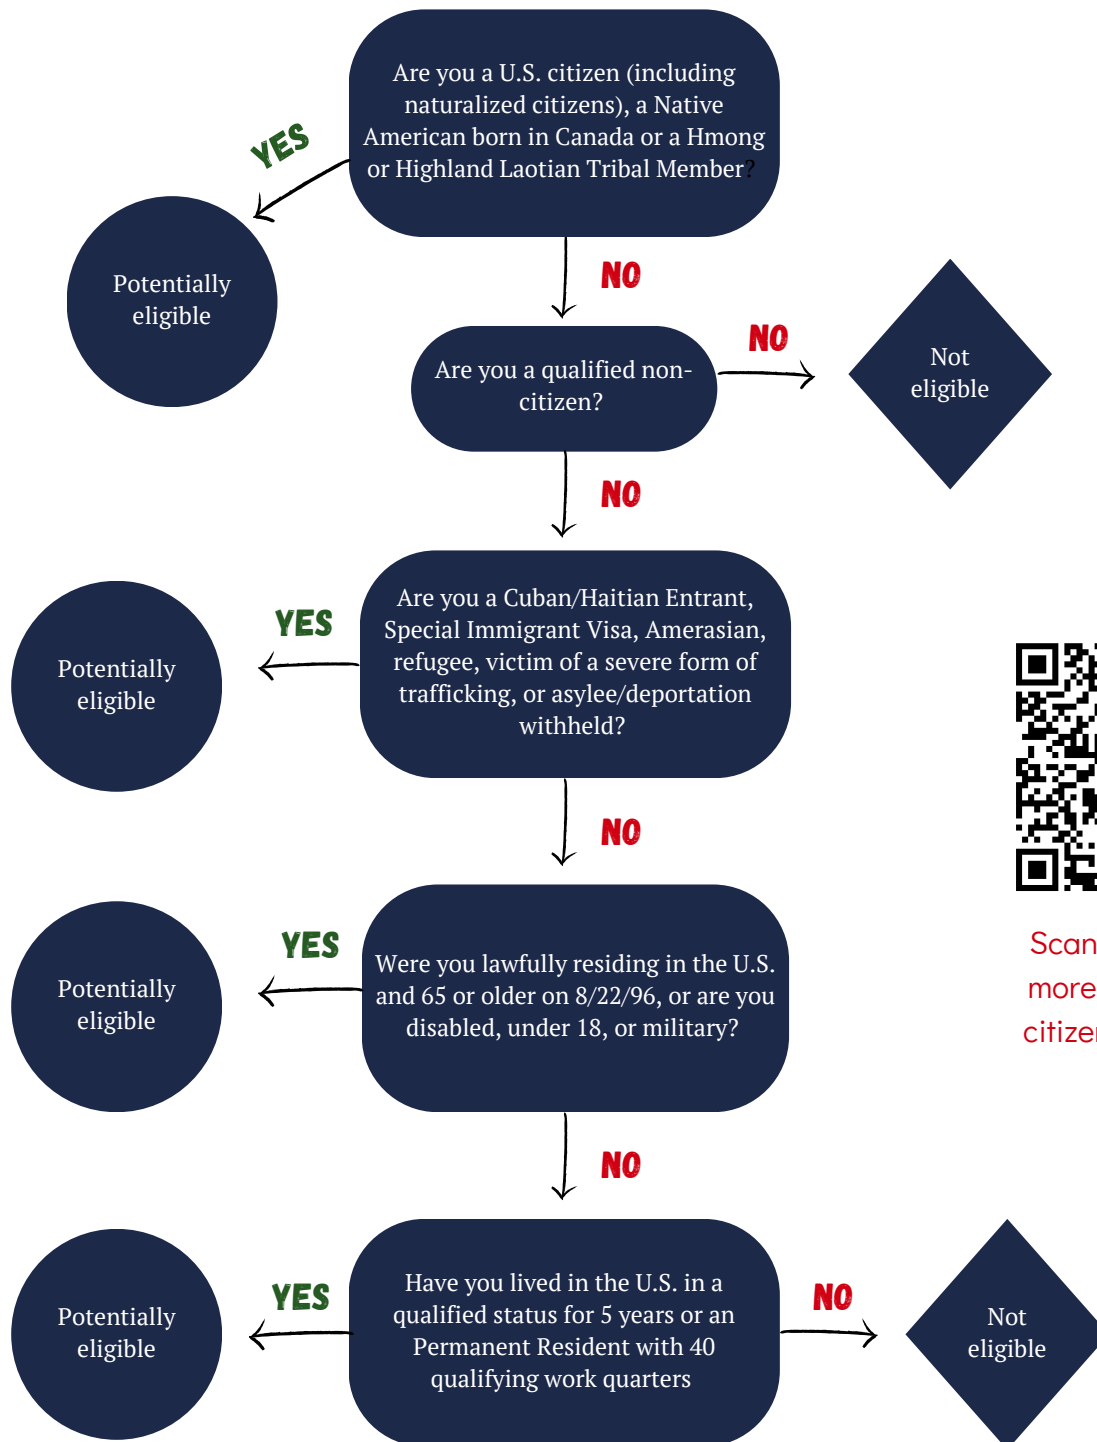 Are you a U.S. citizen (including
naturalized citizens), a Native
American born in Canada or a Hmong
or Highland Laotian Tribal Member?
YES
Potentially
eligible
NO
Are you a qualified non-
citizen?
NO
Not
eligible
NO
Are you a Cuban/Haitian Entrant,
Special Immigrant Visa, Amerasian,
refugee, victim of a severe form of
trafficking, or asylee/deportation
withheld?
YES
Potentially
eligible
NO
Were you lawfully residing in the U.S.
and 65 or older on 8/22/96, or are you
disabled, under 18, or military?
YES
Potentially
eligible
Scan
more
citizen
NO
Have you lived in the U.S. in a
qualified status for 5 years or an
Permanent Resident with 40
qualifying work quarters
YES
Potentially
eligible
NO
Not
eligible